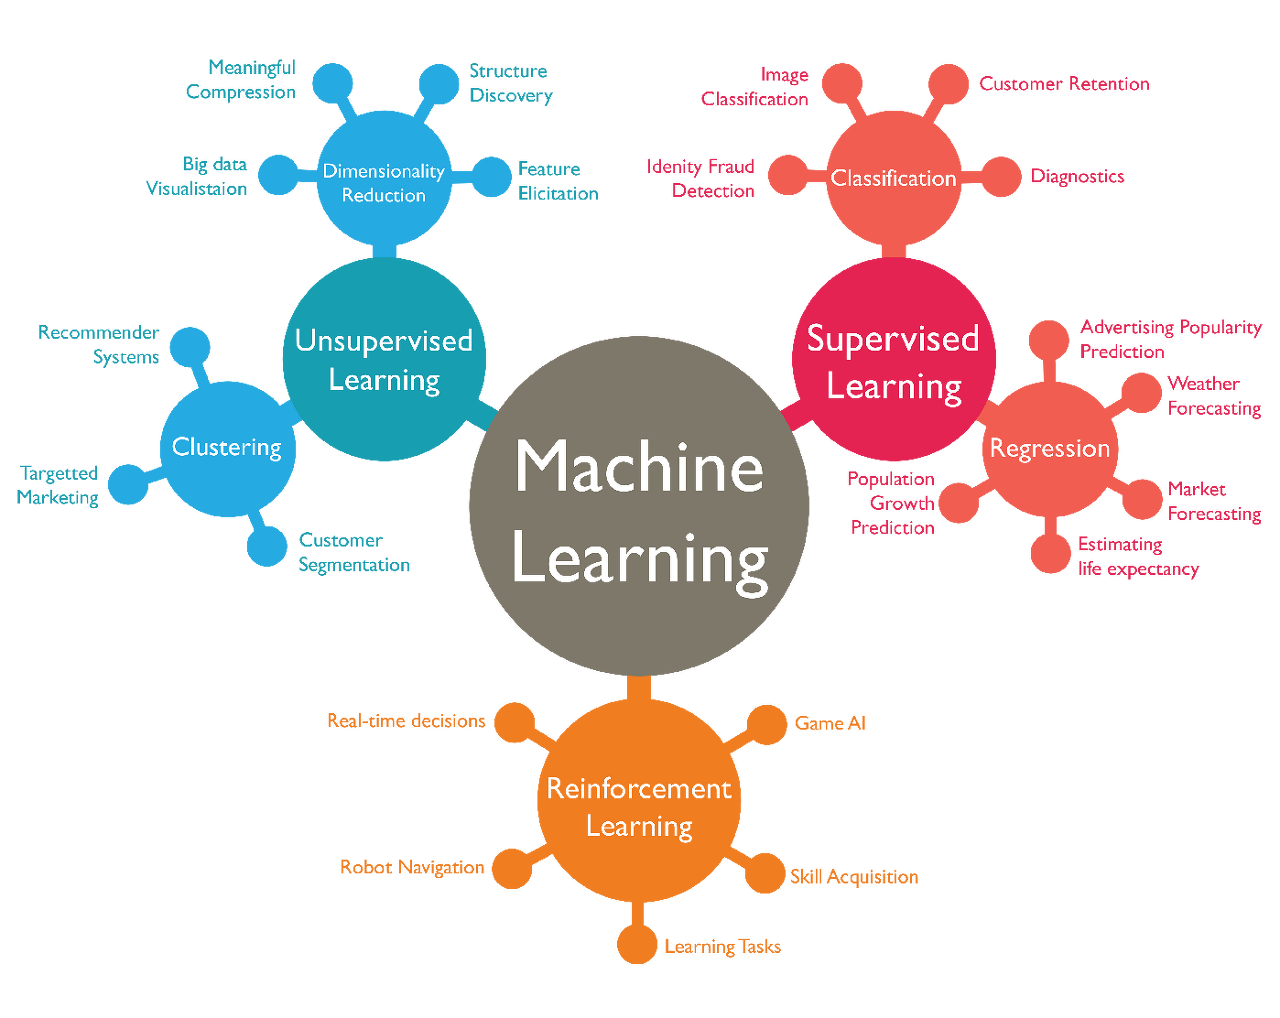 Meaningful
Compression
Structure
Discovery
Big data
Visualistaion
Dimensionality
Reduction
Feature
Elicitation
Image
Classification
Customer Retention
Idenity Fraud
Detection
Classification
Diagnostics
Unsupervised
Learning
Recommender
Systems
Clustering
Targetted
Marketing
Customer
Segmentation
Supervised
Learning
Advertising Popularity
Prediction
Weather
Forecasting
Regression
Population
Growth
Prediction
Market
Forecasting
Estimating
life expectancy
Machine
Learning
Real-time decisions
Game AI
Reinforcement
Learning
Robot Navigation
Skill Acquisition
Learning Tasks